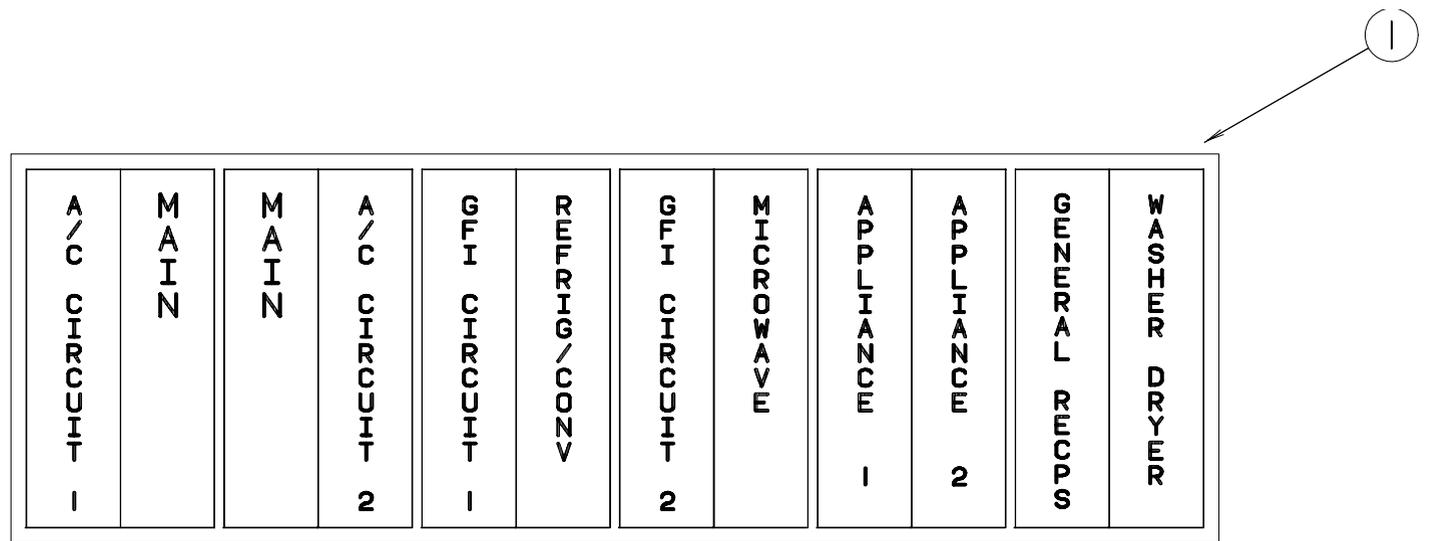 1
A/C CIRCUIT 1
MAIN
MAIN
A/C CIRCUIT 2
GFI CIRCUIT 1
REFRIG/CONV
GFI CIRCUIT 2
MICROWAVE
APPLIANCE 1
APPLIANCE 2
GENERAL RECPS
WASHER DRYER